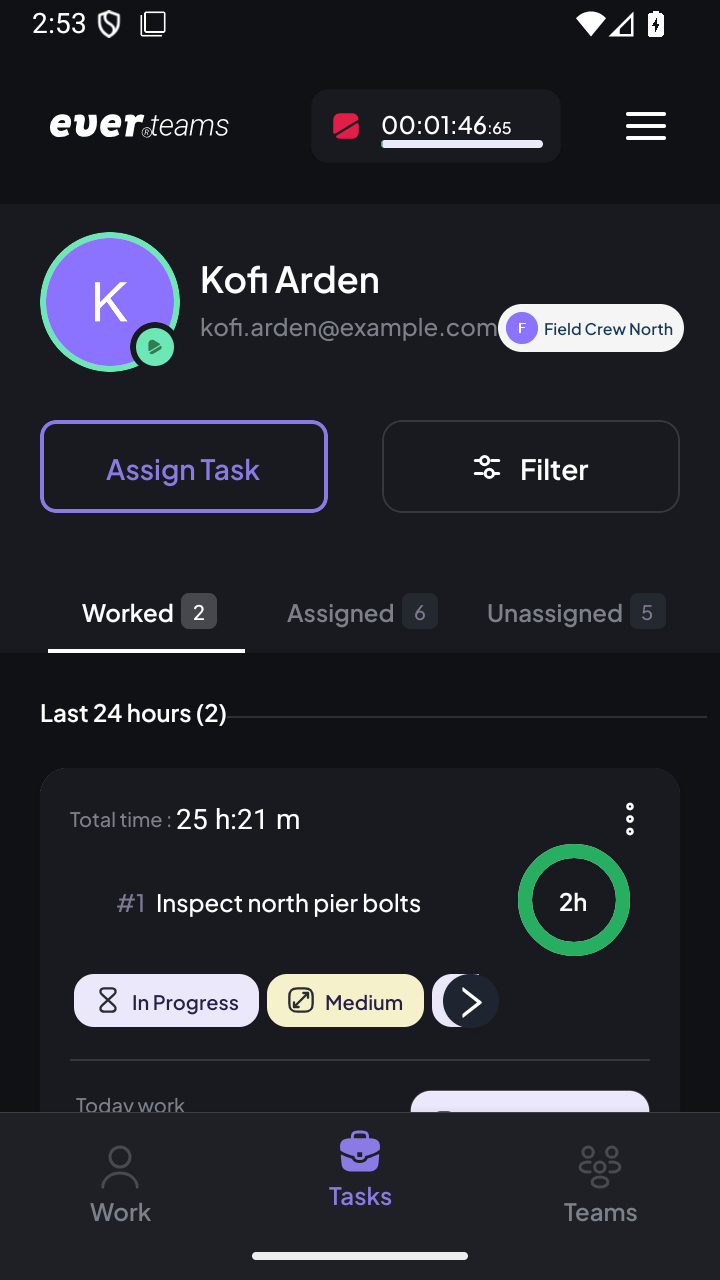 2:53
ever®teams
00:01:46:65
K
Kofi Arden
kofi.arden@example.com
F Field Crew North
Assign Task
Filter
Worked 2
Assigned 6
Unassigned 5
Last 24 hours (2)
Total time : 25 h:21 m
#1 Inspect north pier bolts
2h
In Progress
Medium
Today work
Work
Tasks
Teams